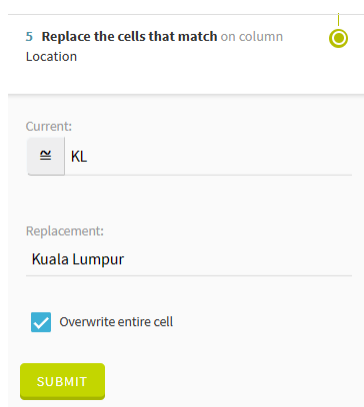 5 Replace the cells that match on column
Location
Current:
≅ KL
Replacement:
Kuala Lumpur
Overwrite entire cell
SUBMIT